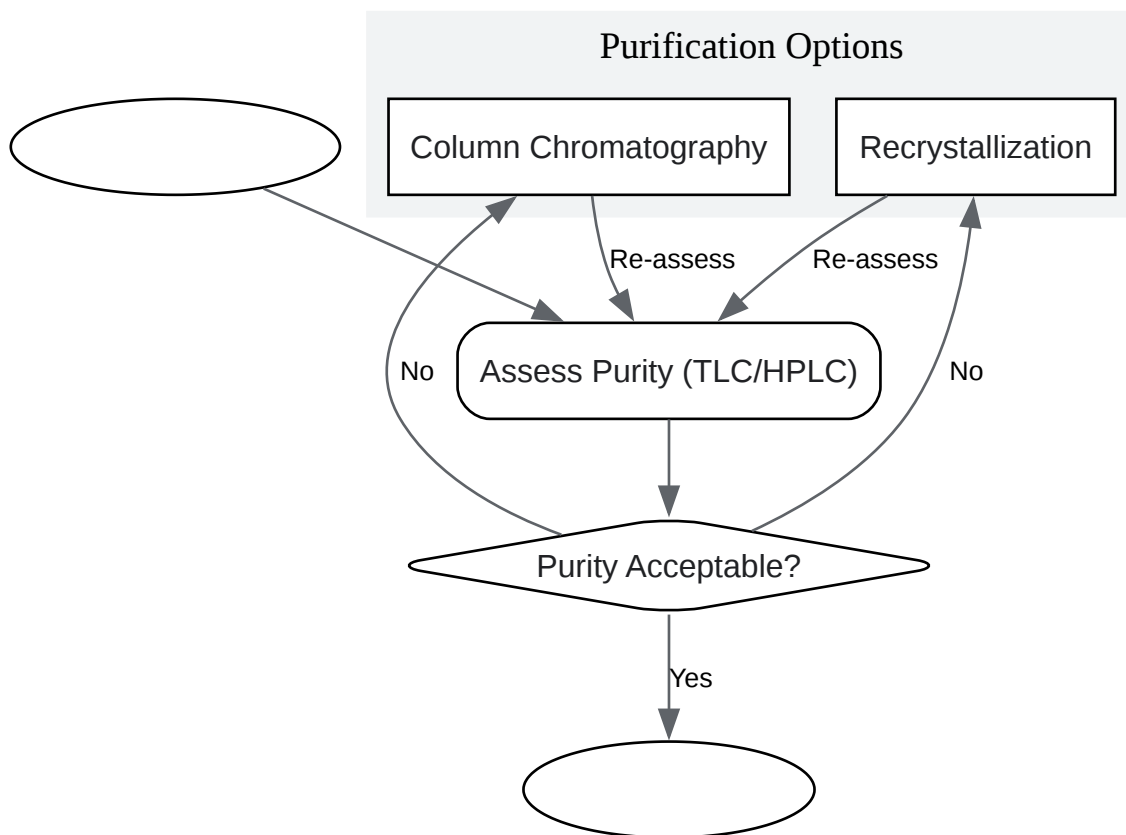 Purification Options
Column Chromatography
Recrystallization
Re-assess
Re-assess
No
Assess Purity (TLC/HPLC)
No
Purity Acceptable?
Yes